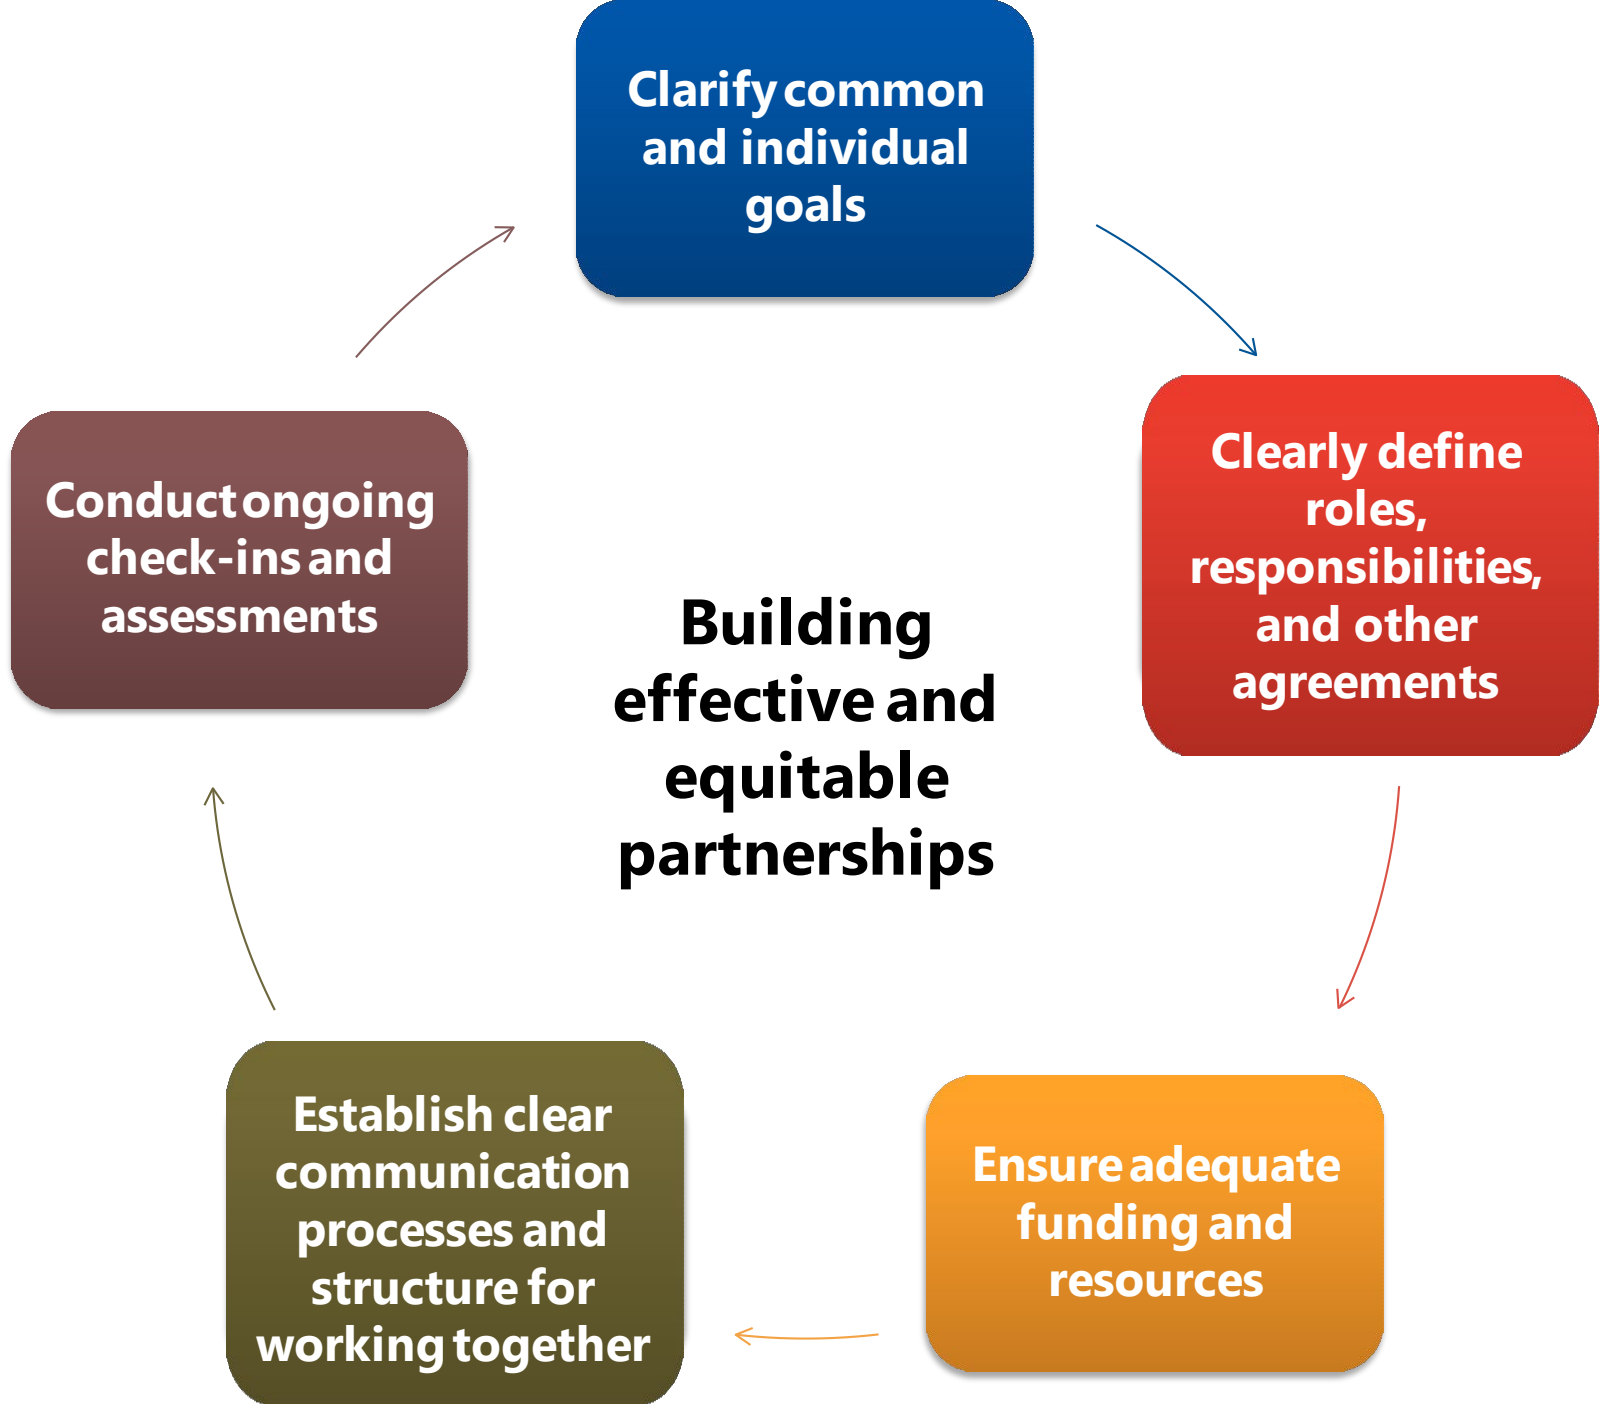 Clarify common
and individual
goals
Clearly define
roles,
responsibilities,
and other
agreements
Ensure adequate
funding and
resources
Establish clear
communication
processes and
structure for
working together
Conduct ongoing
check-ins and
assessments
Building
effective and
equitable
partnerships